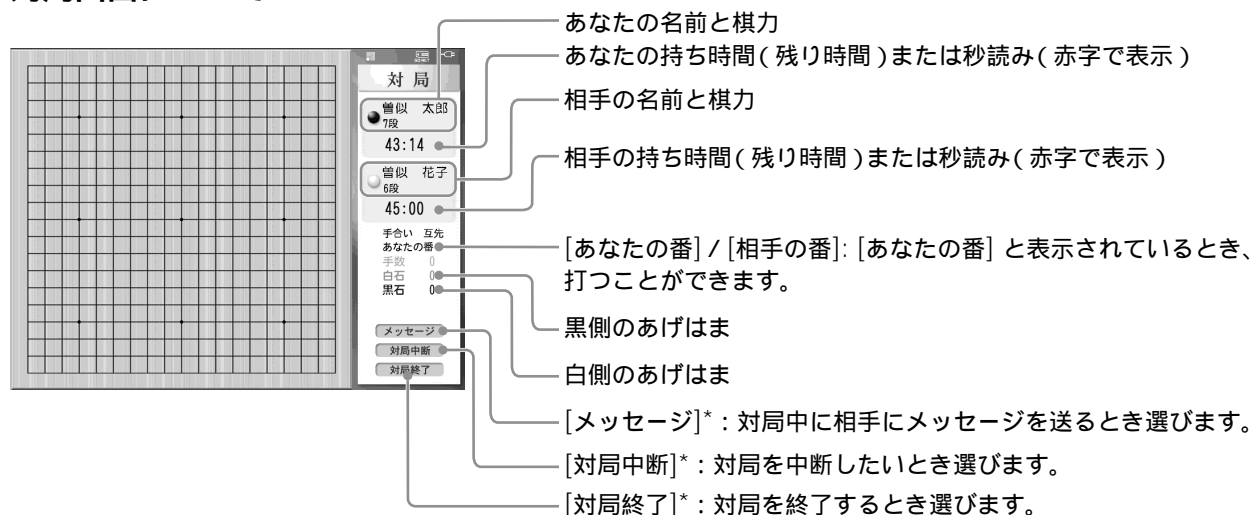 あなたの名前と棋力
あなたの持ち時間(残り時間)または秒読み(赤字で表示)
相手の名前と棋力
相手の持ち時間(残り時間)または秒読み(赤字で表示)
[あなたの番] / [相手の番]: [あなたの番] と表示されているとき、
打つことができます。
黒側のあげはま
白側のあげはま
[メッセージ]*：対局中に相手にメッセージを送るとき選びます。
[対局中断]*：対局を中断したいとき選びます。
[対局終了]*：対局を終了するとき選びます。
対局
曽似 太郎
7段
43:14
曽似 花子
6段
45:00
手合い 互先
あなたの番
手数 0
白石 0
黒石 0
メッセージ
対局中断
対局終了